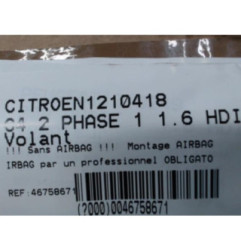 CITROEN1210418
C4 2 PHASE 1 1.6 HDI
Volant
!!! Sans AIRBAG !!! Montage AIRBAG
IRBAG par un professionnel OBLIGATO
REF:46758671
(?000)0046758671